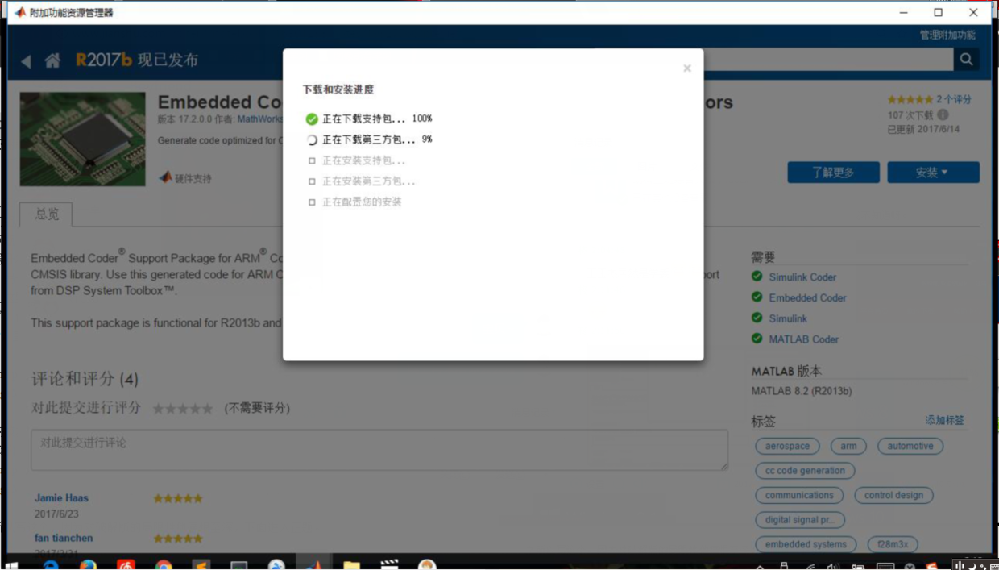 附加功能资源管理器
管理附加功能
R2017b 现已发布
下载和安装进度
正在下载支持包... 100%
正在下载第三方包... 9%
正在安装支持包...
正在安装第三方包...
正在配置您的安装
Embedded Co
ors
版本 17.2.0.0 作者: MathWorks
Generate code optimized for C
硬件支持
2 个评分
107 次下载
已更新 2017/6/14
了解更多
安装
总览
Embedded Coder® Support Package for ARM® Co
CMSIS library. Use this generated code for ARM C
ort
from DSP System Toolbox™.
This support package is functional for R2013b and
需要
Simulink Coder
Embedded Coder
Simulink
MATLAB Coder
MATLAB 版本
MATLAB 8.2 (R2013b)
评论和评分 (4)
对此提交进行评分 (不需要评分)
对此提交进行评论
标签
添加标签
aerospace
arm
automotive
cc code generation
communications
control design
digital signal pr...
embedded systems
f28m3x
Jamie Haas
2017/6/23
fan tianchen
中